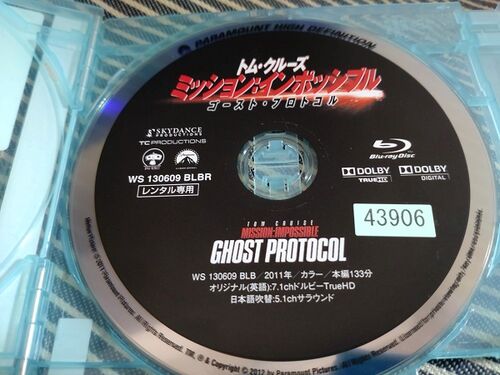 PARAMOUNT HIGH DEFINITION
トム・クルーズ
ミッション:インポッシブル
ゴースト・プロトコル
SKYDANCE
PRODUCTIONS
TC PRODUCTIONS
WS 130609 BLBR
レンタル専用
Blu-ray Disc
DOLBY
TRUEHD
DOLBY
DIGITAL
43906
TOM CRUISE
MISSION:IMPOSSIBLE
GHOST PROTOCOL
WS 130609 BLB/2011年/カラー/本編133分
オリジナル(英語):7.1chドルビーTrueHD
日本語吹替:5.1chサラウンド